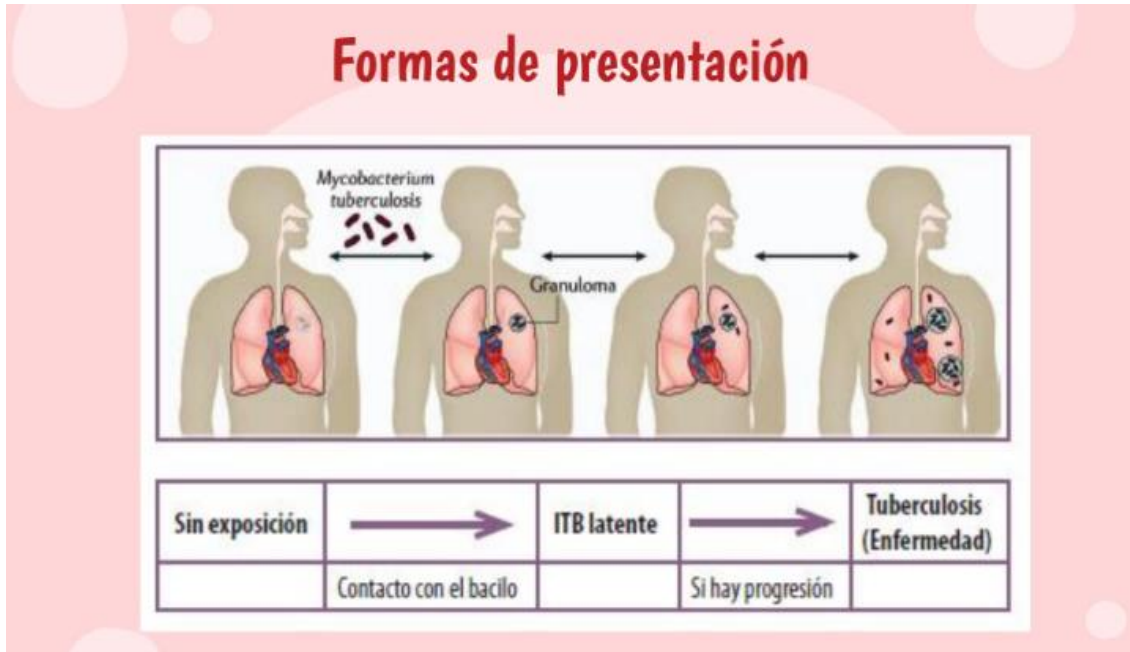 Formas de presentación
Mycobacterium
tuberculosis
Granuloma
Sin exposición
ITB latente
Tuberculosis
(Enfermedad)
Contacto con el bacilo
Si hay progresión